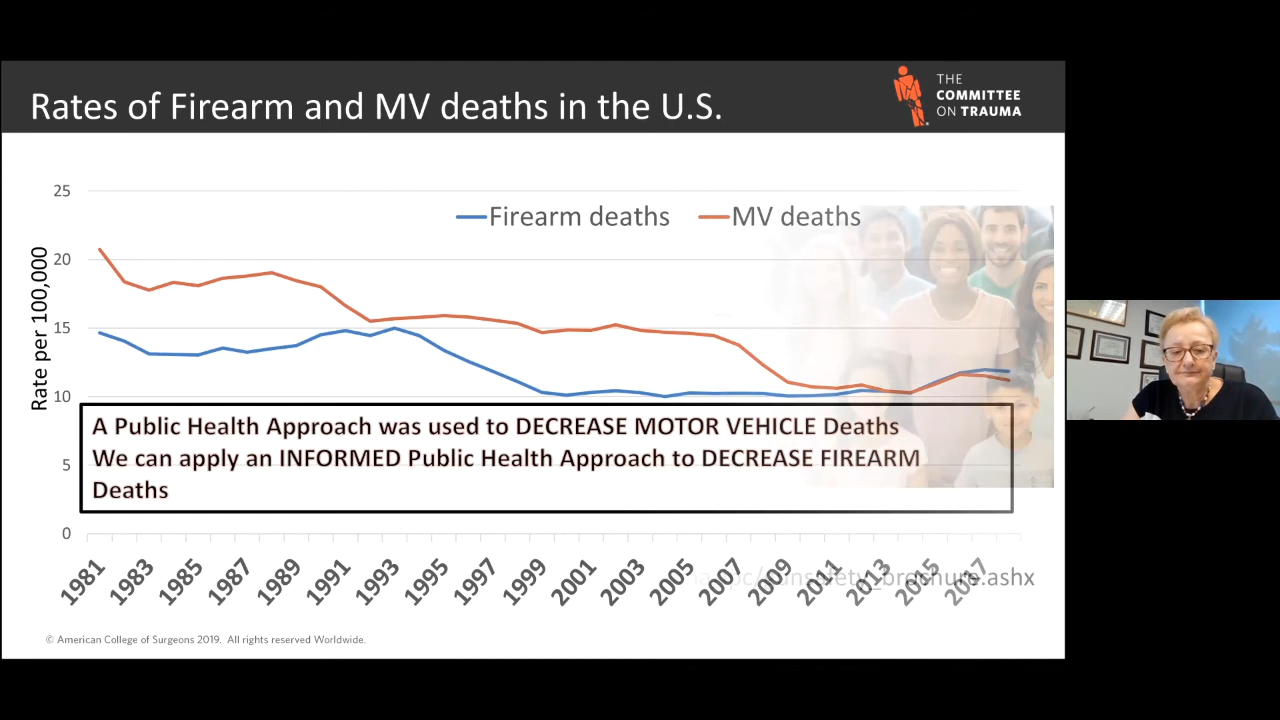 Rates of Firearm and MV deaths in the U.S.
THE
COMMITTEE
ON TRAUMA
25
Firearm deaths
MV deaths
20
Rate per 100,000
15
10
A Public Health Approach was used to DECREASE MOTOR VEHICLE Deaths
We can apply an INFORMED Public Health Approach to DECREASE FIREARM
Deaths
5
0
1981
1983
1985
1987
1989
1991
1993
1995
1997
1999
2001
2003
2005
2007
2009
2011
2013
2015
2017
© American College of Surgeons 2019. All rights reserved Worldwide.